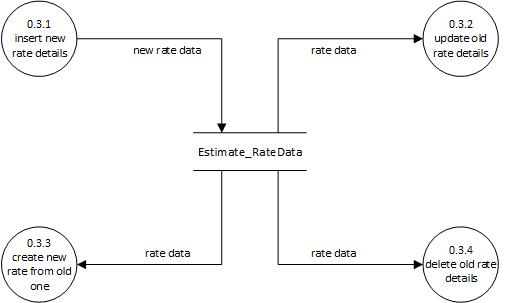 0.3.1
insert new
rate details
new rate data
rate data
0.3.2
update old
rate details
Estimate_RateData
0.3.3
create new
rate from old
one
rate data
rate data
0.3.4
delete old rate
details